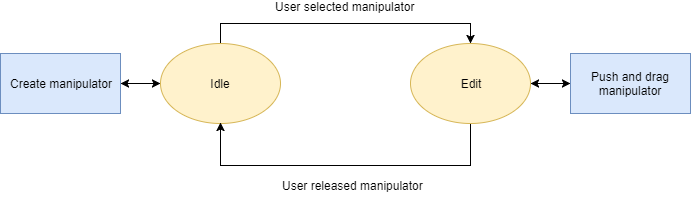 User selected manipulator
Create manipulator
Idle
Edit
Push and drag
manipulator
User released manipulator